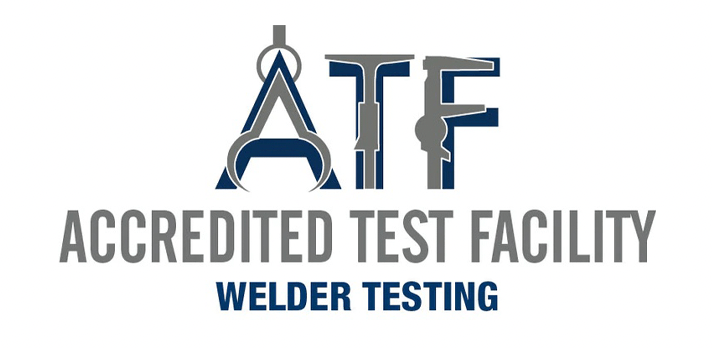 ATF
ACCREDITED TEST FACILITY
WELDER TESTING